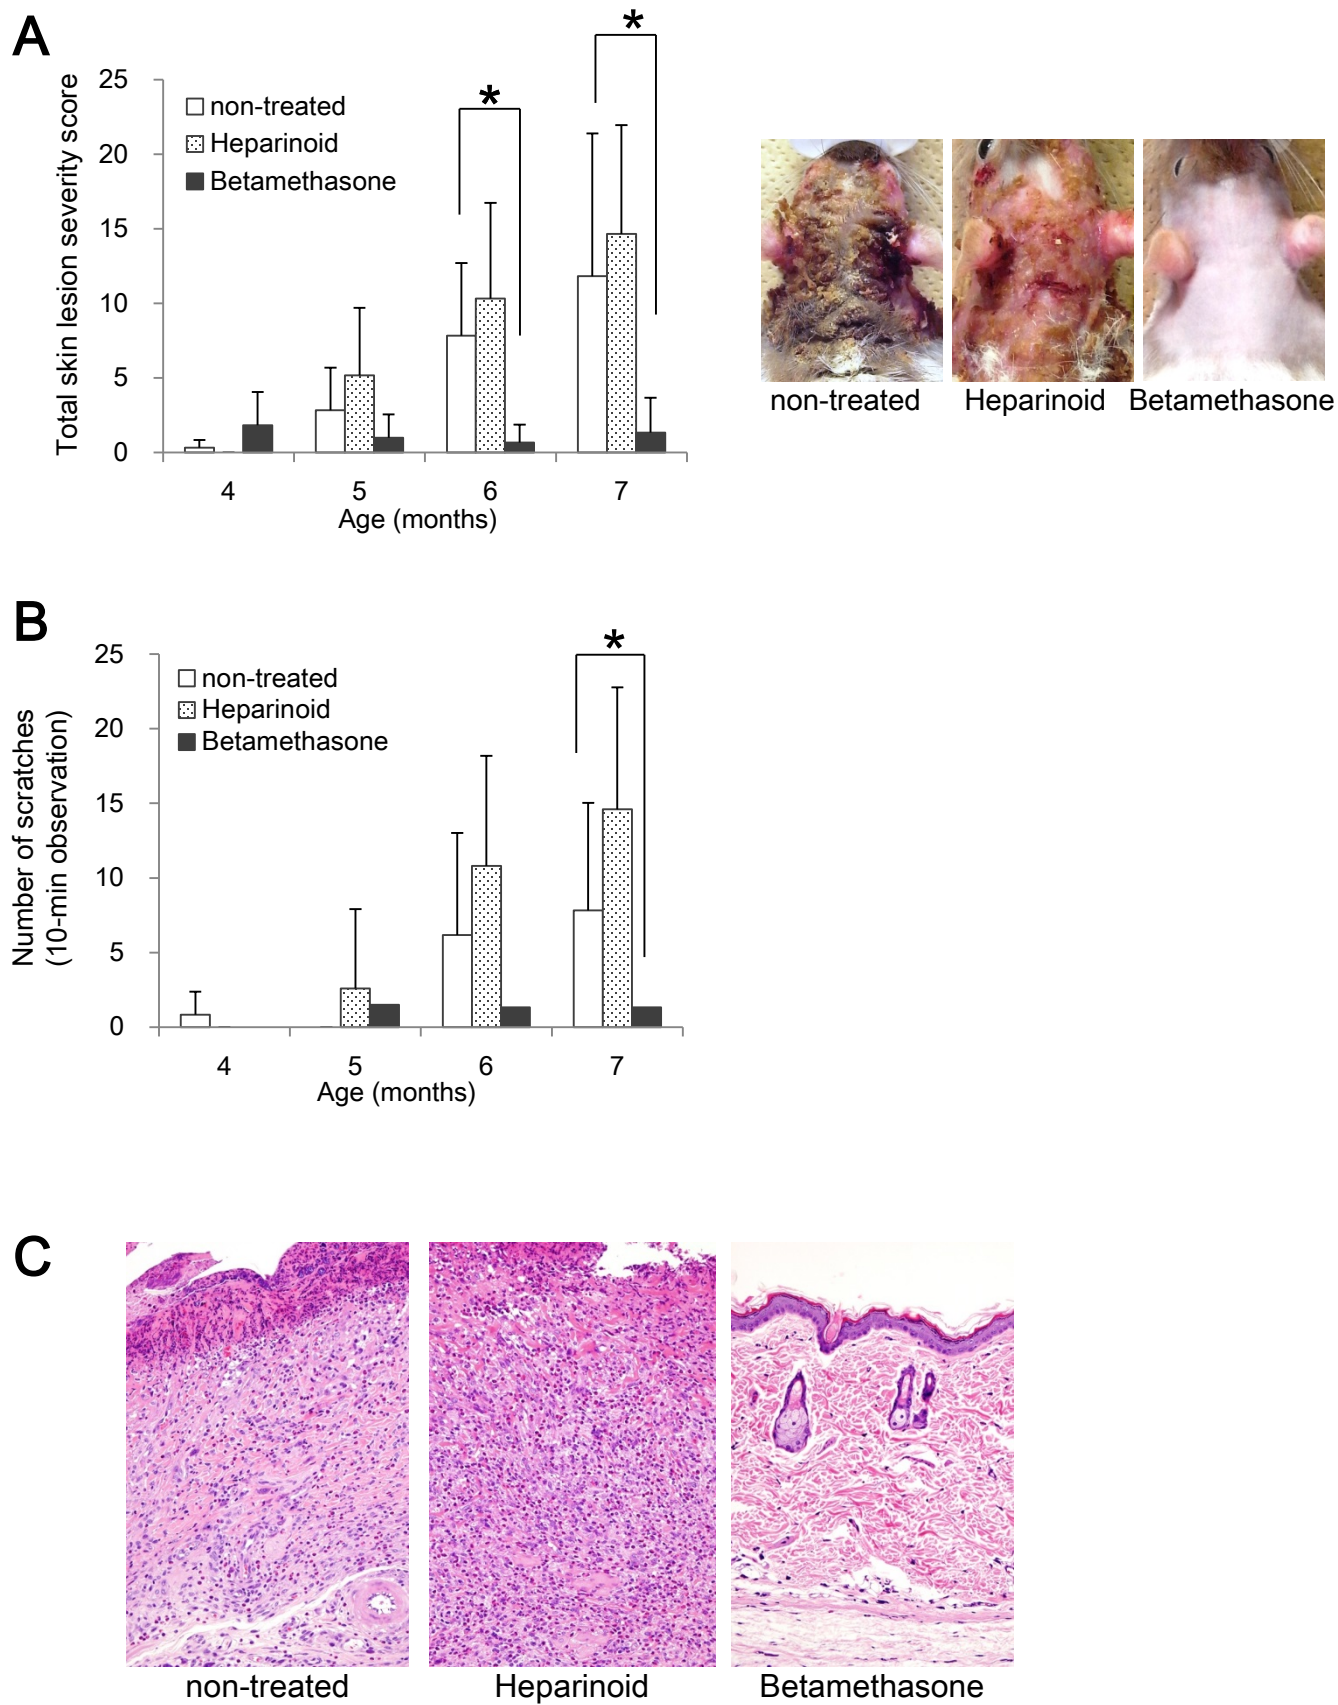 A
*
*
Total skin lesion severity score
25
20
15
10
5
0
non-treated
Heparinoid
Betamethasone
4 5 6 7
Age (months)
non-treated Heparinoid Betamethasone
B
*
Number of scratches
(10-min observation)
25
20
15
10
5
0
non-treated
Heparinoid
Betamethasone
4 5 6 7
Age (months)
C
non-treated Heparinoid Betamethasone